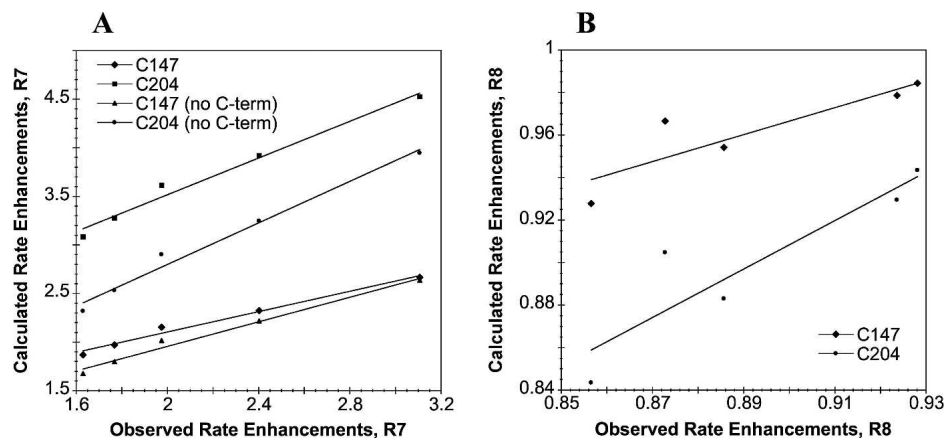 A
C147
C204
C147 (no C-term)
C204 (no C-term)
Calculated Rate Enhancements, R7
4.5
3.5
2.5
1.5
1.6
2
2.4
2.8
3.2
Observed Rate Enhancements, R7
B
Calculated Rate Enhancements, R8
1
0.96
0.92
0.88
0.84
C147
C204
0.85
0.87
0.89
0.91
0.93
Observed Rate Enhancements, R8